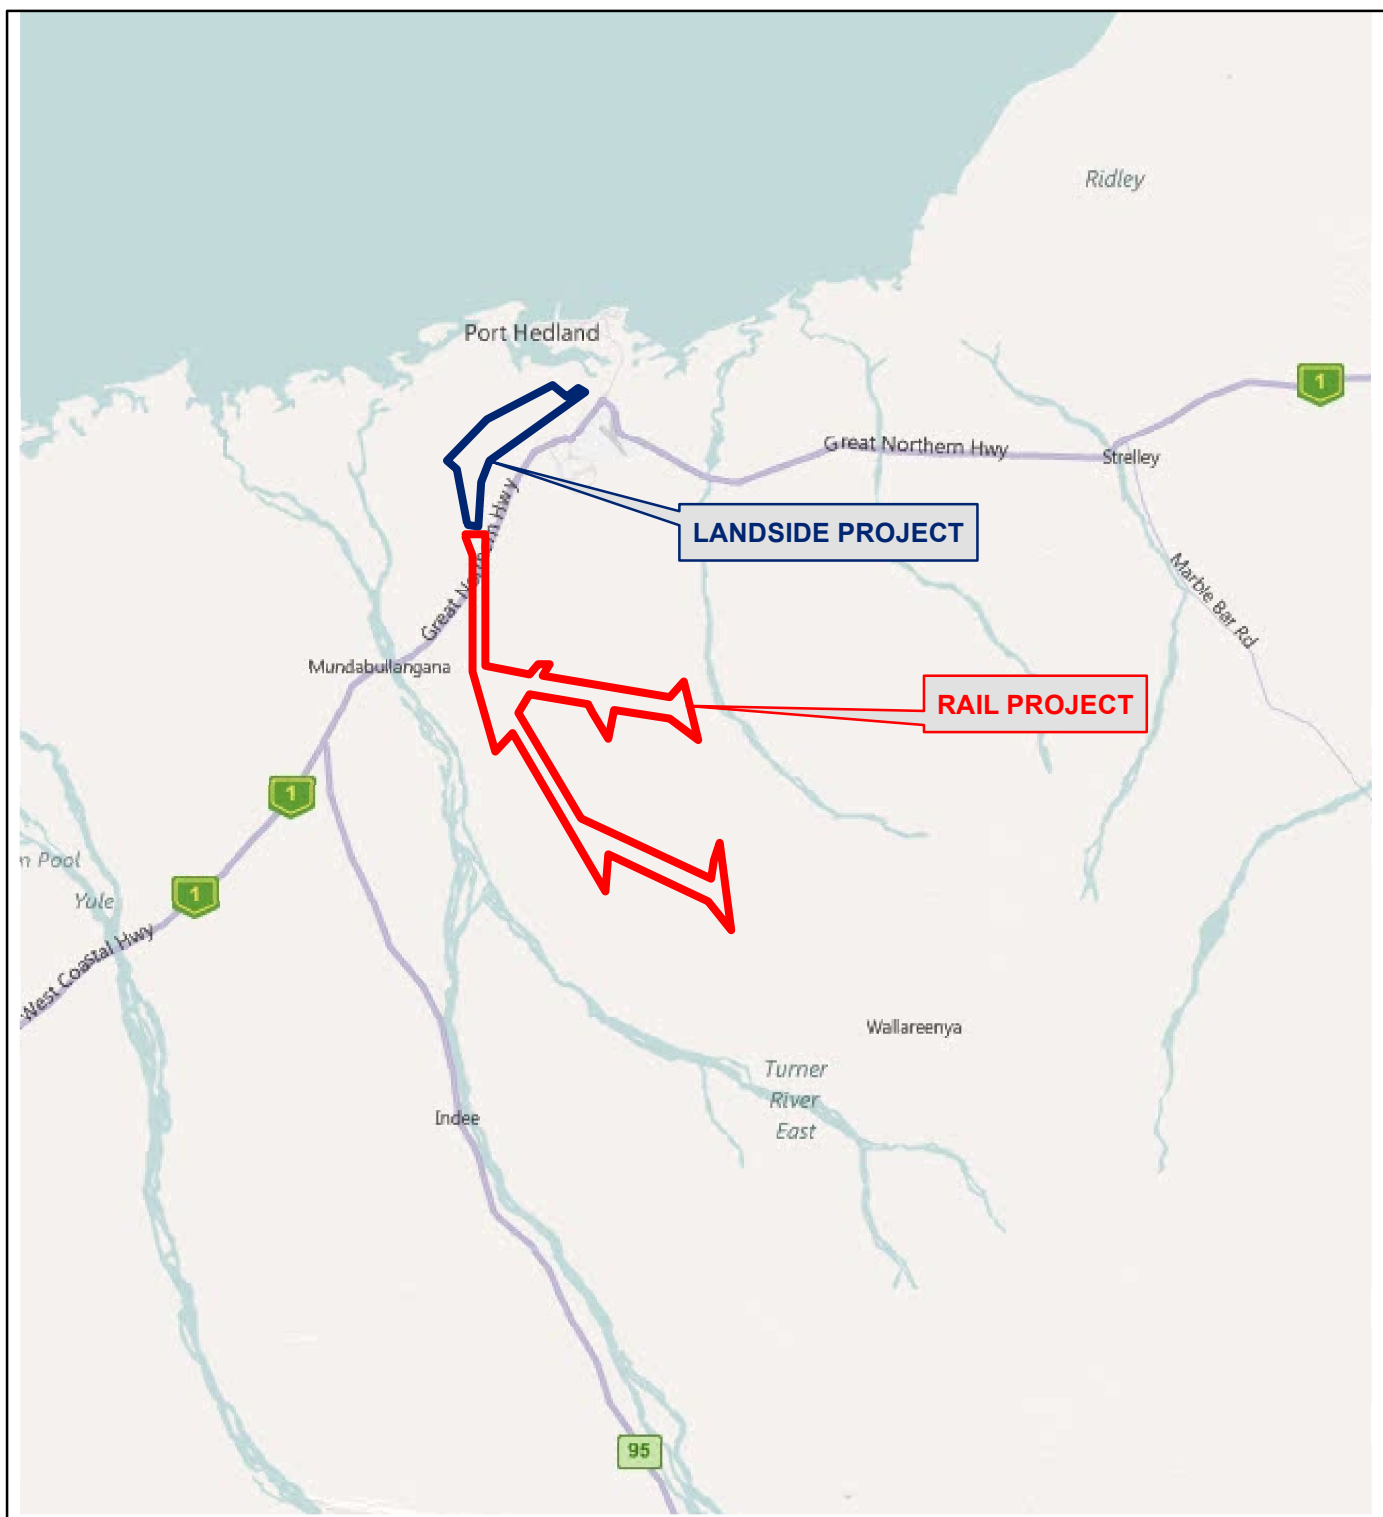 Ridley
Port Hedland
1
Great Northern Hwy
Strelley
LANDSIDE PROJECT
Marble Bar Rd
Mundabullangana
RAIL PROJECT
1
n Pool
Yule
1
West Coastal Hwy
Wallareenya
Turner
River
East
Indee
95